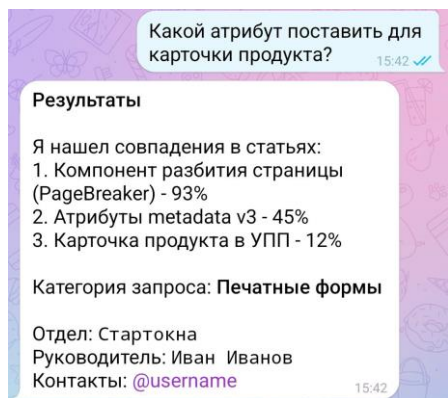 Какой атрибут поставить для
карточки продукта?
15:42
Результаты
Я нашел совпадения в статьях:
1. Компонент разбития страницы
(PageBreaker) - 93%
2. Атрибуты metadata v3 - 45%
3. Карточка продукта в УПП - 12%
Категория запроса: Печатные формы
Отдел: Стартокна
Руководитель: Иван Иванов
Контакты: @username
15:42